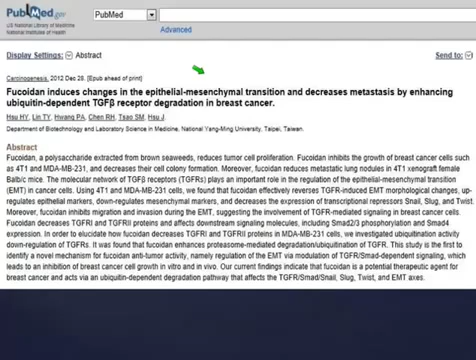 PubMed.gov
US National Library of Medicine
National Institutes of Health
PubMed
Advanced
Display Settings: Abstract
Send to:
Carcinogenesis. 2012 Dec 28. [Epub ahead of print]
Fucoidan induces changes in the epithelial-mesenchymal transition and decreases metastasis by enhancing
ubiquitin-dependent TGFβ receptor degradation in breast cancer.
Hsu HY, Lin TY, Hwang PA, Chen RH, Tsao SM, Hsu J.
Department of Biotechnology and Laboratory Science in Medicine, National Yang-Ming University, Taipei, Taiwan.
Abstract
Fucoidan, a polysaccharide extracted from brown seaweeds, reduces tumor cell proliferation. Fucoidan inhibits the growth of breast cancer cells such
as 4T1 and MDA-MB-231, and decreases their cell colony formation. Moreover, fucoidan reduces metastatic lung nodules in 4T1 xenograft female
Balb/c mice. The molecular network of TGFβ receptors (TGFRs) plays an important role in the regulation of the epithelial-mesenchymal transition
(EMT) in cancer cells. Using 4T1 and MDA-MB-231 cells, we found that fucoidan effectively reverses TGFR-induced EMT morphological changes, up-
regulates epithelial markers, down-regulates mesenchymal markers, and decreases the expression of transcriptional repressors Snail, Slug, and Twist.
Moreover, fucoidan inhibits migration and invasion during the EMT, suggesting the involvement of TGFR-mediated signaling in breast cancer cells.
Fucoidan decreases TGFRI and TGFRII proteins and affects downstream signaling molecules, including Smad2/3 phosphorylation and Smad4
expression. In order to elucidate how fucoidan decreases TGFRI and TGFRII proteins in MDA-MB-231 cells, we investigated ubiquitination activity
down-regulation of TGFRs. It was found that fucoidan enhances proteasome-mediated degradation/ubiquitination of TGFR. This study is the first to
identify a novel mechanism for fucoidan anti-tumor activity, namely regulation of the EMT via modulation of TGFR/Smad-dependent signaling, which
leads to an inhibition of breast cancer cell growth in vitro and in vivo. Our current findings indicate that fucoidan is a potential therapeutic agent for
breast cancer and acts via an ubiquitin-dependent degradation pathway that affects the TGFR/Smad/Snail, Slug, Twist, and EMT axes.